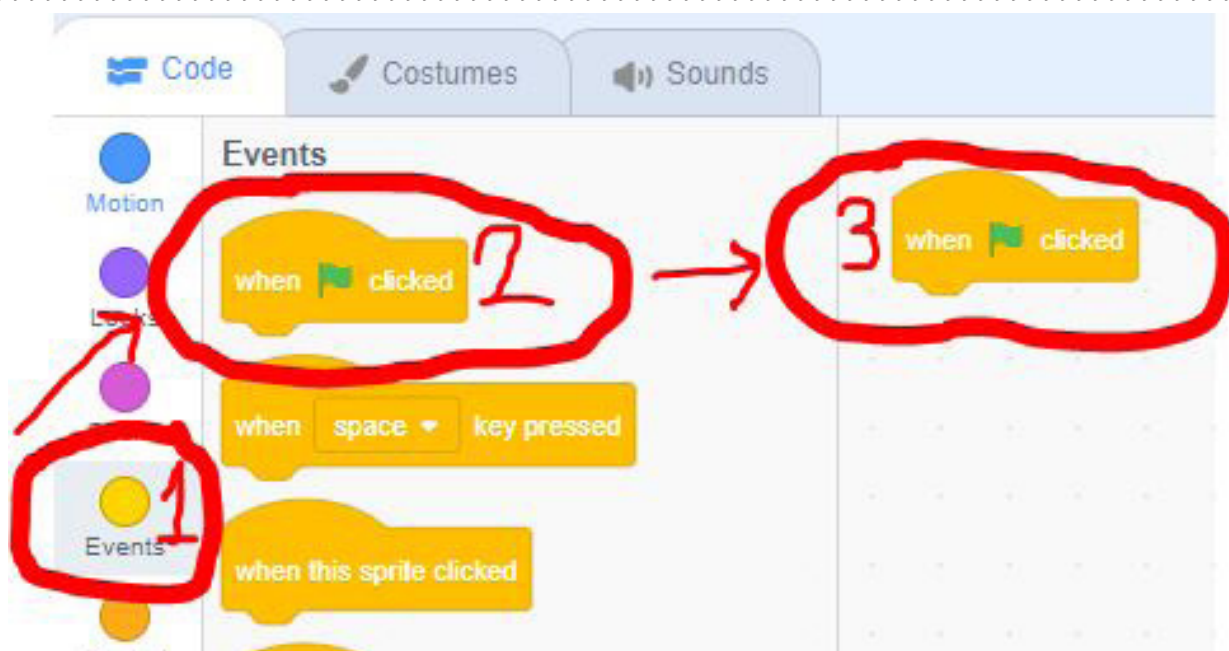 Code
Costumes
Sounds
Events
Motion
when clicked 2
3 when clicked
Looks
when space key pressed
Events 1
when this sprite clicked